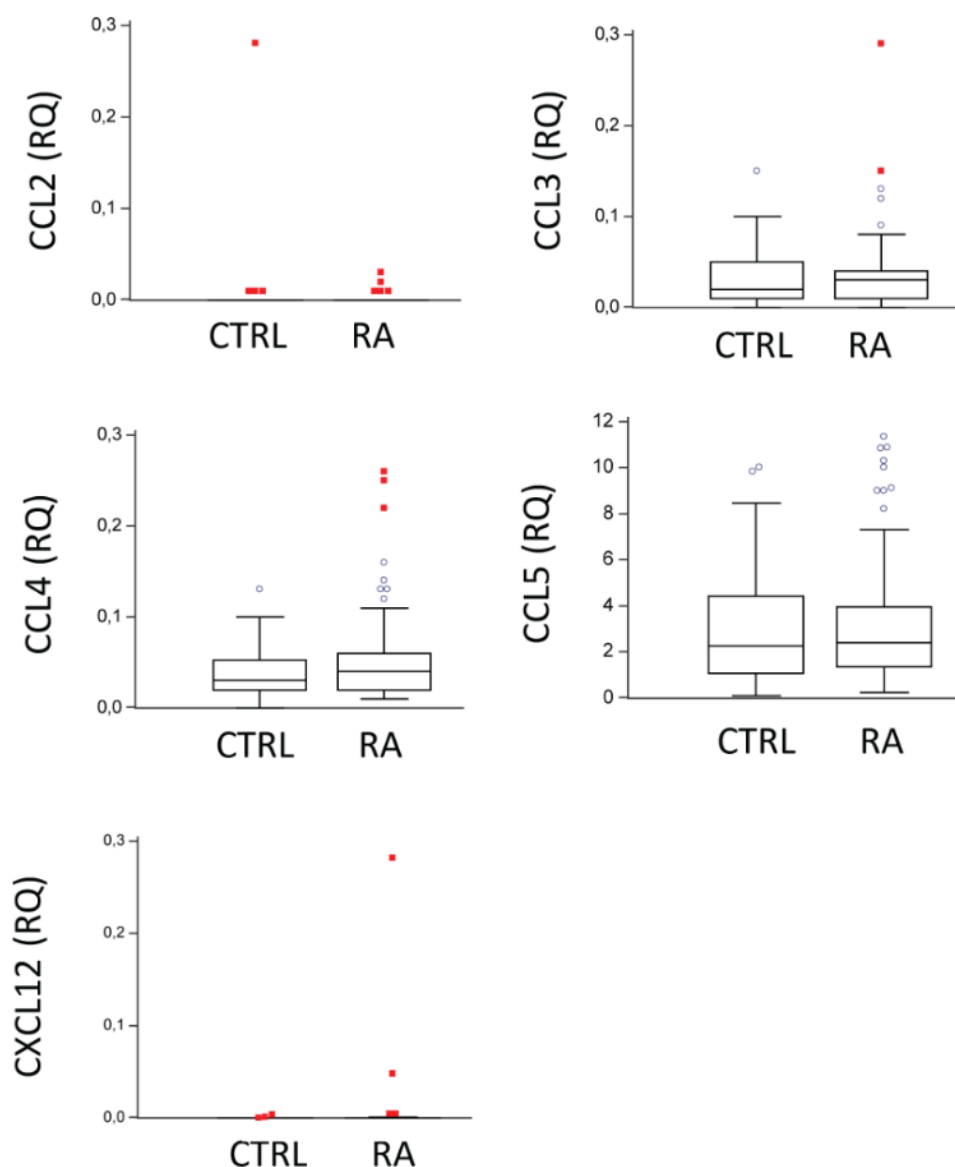 CCL2 (RQ)
0,3
0,2
0,1
0,0
CTRL RA
CCL3 (RQ)
0,3
0,2
0,1
0,0
CTRL RA
CCL4 (RQ)
0,3
0,2
0,1
0,0
CTRL RA
CCL5 (RQ)
12
10
8
6
4
2
0
CTRL RA
CXCL12 (RQ)
0,3
0,2
0,1
0,0
CTRL RA